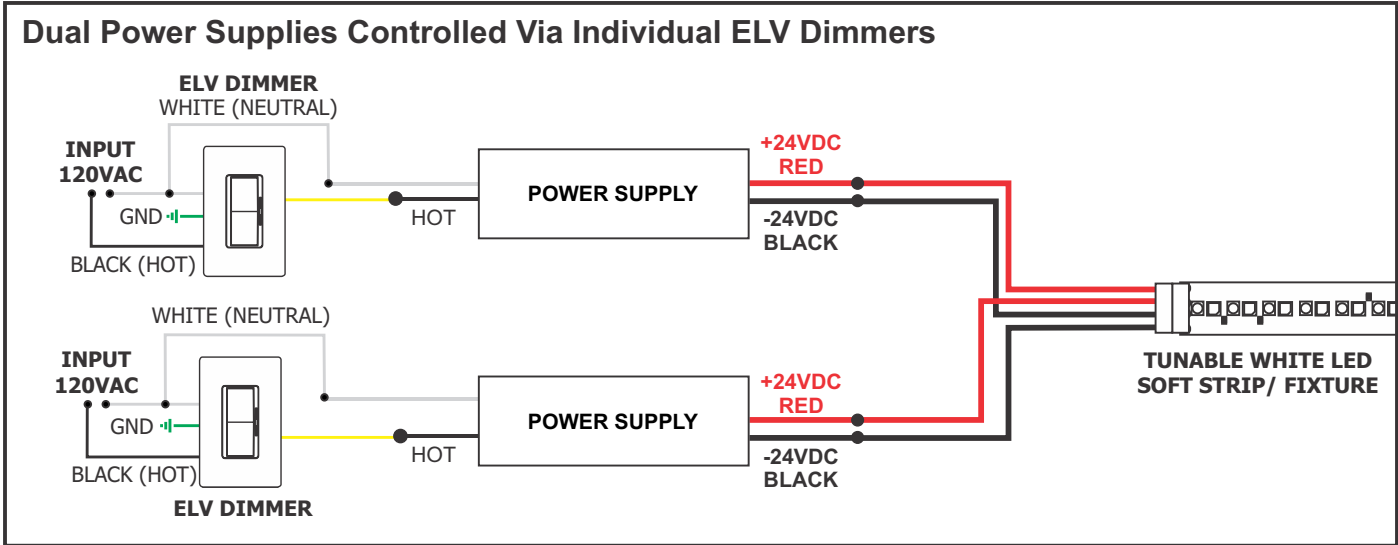 Dual Power Supplies Controlled Via Individual ELV Dimmers
ELV DIMMER
WHITE (NEUTRAL)
INPUT
120VAC
GND
BLACK (HOT)
HOT
POWER SUPPLY
+24VDC
RED
-24VDC
BLACK
WHITE (NEUTRAL)
INPUT
120VAC
GND
BLACK (HOT)
ELV DIMMER
HOT
POWER SUPPLY
+24VDC
RED
-24VDC
BLACK
TUNABLE WHITE LED
SOFT STRIP/ FIXTURE